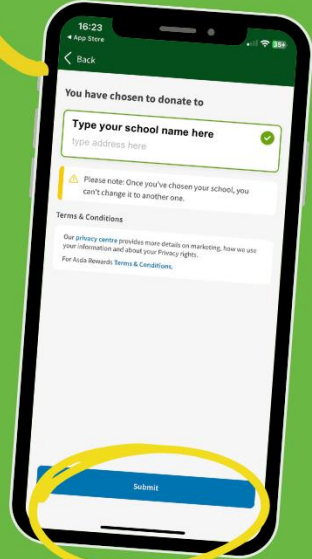 16:23
◀ App Store
35+
Back
You have chosen to donate to
Type your school name here
type address here
Please note: Once you've chosen your school, you
can't change it to another one.
Terms & Conditions
Our privacy centre provides more details on marketing, how we use
your information and about your Privacy rights.
For Asda Rewards Terms & Conditions.
Submit